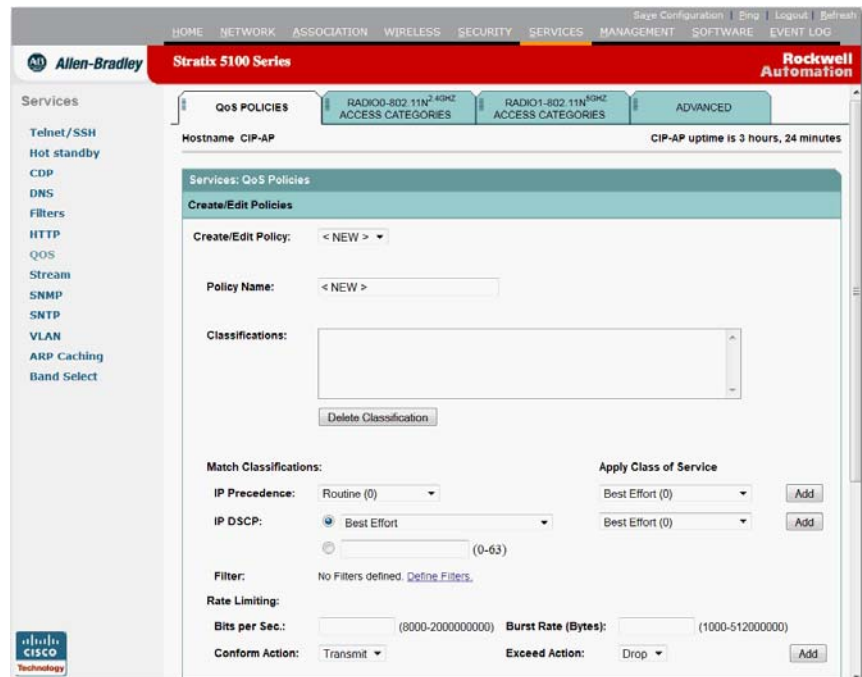 Save Configuration | Ping | Logout | Refresh
HOME NETWORK ASSOCIATION WIRELESS SECURITY SERVICES MANAGEMENT SOFTWARE EVENT LOG
AB Allen-Bradley
Stratix 5100 Series
Rockwell
Automation
Services
Telnet/SSH
Hot standby
CDP
DNS
Filters
HTTP
QOS
Stream
SNMP
SNTP
VLAN
ARP Caching
Band Select
QoS POLICIES
RADIO0-802.11N2.4GHZ
ACCESS CATEGORIES
RADIO1-802.11N5GHZ
ACCESS CATEGORIES
ADVANCED
Hostname CIP-AP
CIP-AP uptime is 3 hours, 24 minutes
Services: QoS Policies
Create/Edit Policies
Create/Edit Policy: < NEW >
Policy Name: < NEW >
Classifications:
Delete Classification
Match Classifications: Apply Class of Service
IP Precedence: Routine (0) Best Effort (0) Add
IP DSCP: Best Effort Best Effort (0) Add
(0-63)
Filter: No Filters defined. Define Filters.
Rate Limiting:
Bits per Sec.: (8000-2000000000) Burst Rate (Bytes): (1000-512000000)
Conform Action: Transmit Exceed Action: Drop Add
CISCO
Technology